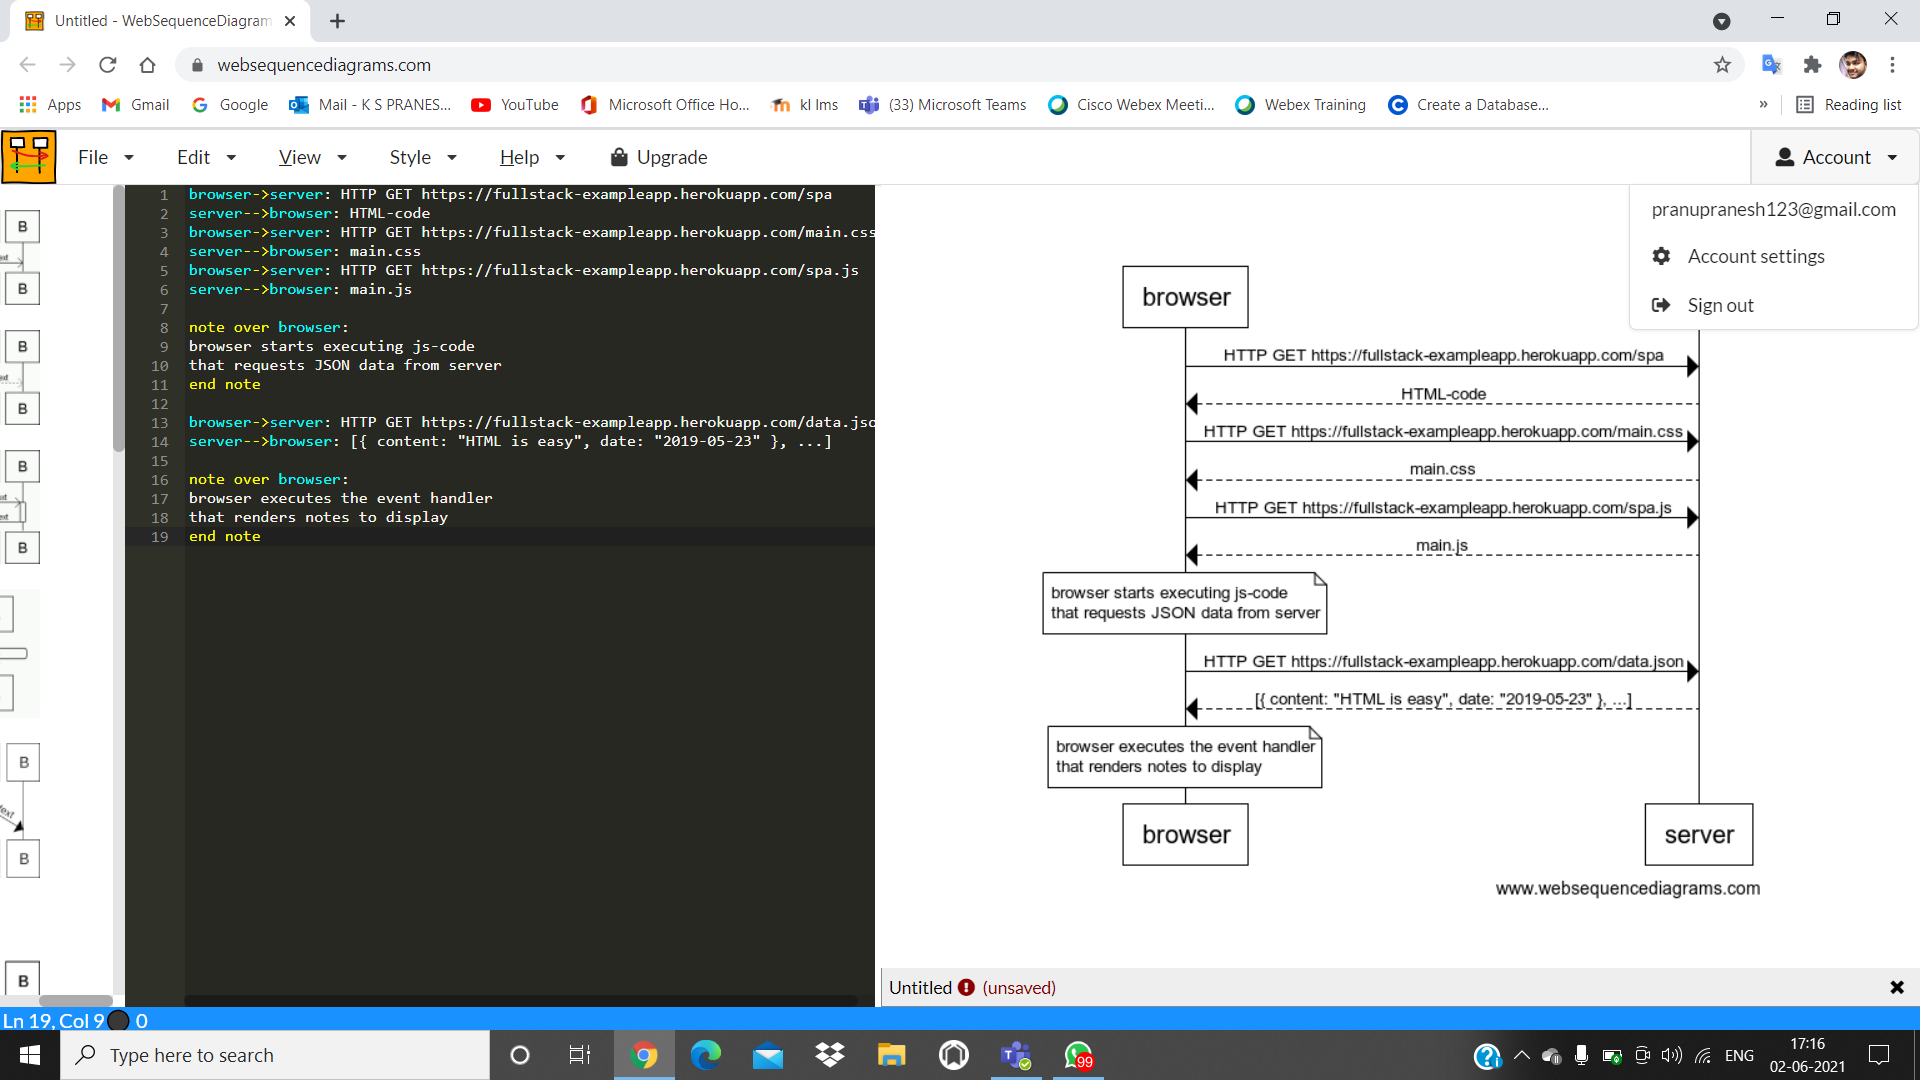 Untitled - WebSequenceDiagram
websequencediagrams.com
Apps
Gmail
Google
Mail - K S PRANES...
YouTube
Microsoft Office Ho...
kl lms
(33) Microsoft Teams
Cisco Webex Meeti...
Webex Training
Create a Database...
»
Reading list
File
Edit
View
Style
Help
Upgrade
Account
pranupranesh123@gmail.com
Account settings
Sign out
B
B
B
B
B
B
B
B
B
1 browser->server: HTTP GET https://fullstack-exampleapp.herokuapp.com/spa
2 server-->browser: HTML-code
3 browser->server: HTTP GET https://fullstack-exampleapp.herokuapp.com/main.css
4 server-->browser: main.css
5 browser->server: HTTP GET https://fullstack-exampleapp.herokuapp.com/spa.js
6 server-->browser: main.js
7
8 note over browser:
9 browser starts executing js-code
10 that requests JSON data from server
11 end note
12
13 browser->server: HTTP GET https://fullstack-exampleapp.herokuapp.com/data.jso
14 server-->browser: [{ content: "HTML is easy", date: "2019-05-23" }, ...]
15
16 note over browser:
17 browser executes the event handler
18 that renders notes to display
19 end note
browser
HTTP GET https://fullstack-exampleapp.herokuapp.com/spa
HTML-code
HTTP GET https://fullstack-exampleapp.herokuapp.com/main.css
main.css
HTTP GET https://fullstack-exampleapp.herokuapp.com/spa.js
main.js
browser starts executing js-code
that requests JSON data from server
HTTP GET https://fullstack-exampleapp.herokuapp.com/data.json
[{ content: "HTML is easy", date: "2019-05-23" }, ...]
browser executes the event handler
that renders notes to display
browser
server
www.websequencediagrams.com
Untitled (unsaved)
Ln 19, Col 9 0
Type here to search
99
ENG
17:16
02-06-2021